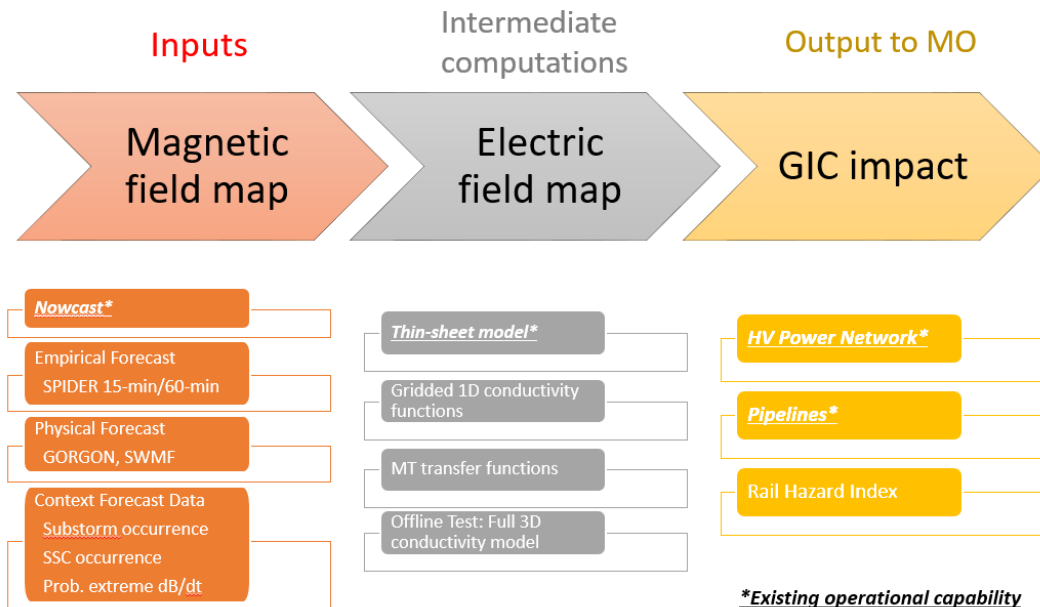 Inputs
Intermediate
computations
Output to MO
Magnetic
field map
Electric
field map
GIC impact
Nowcast*
Empirical Forecast
SPIDER 15-min/60-min
Physical Forecast
GORGON, SWMF
Context Forecast Data
Substorm occurrence
SSC occurrence
Prob. extreme dB/dt
Thin-sheet model*
Gridded 1D conductivity
functions
MT transfer functions
Offline Test: Full 3D
conductivity model
HV Power Network*
Pipelines*
Rail Hazard Index
*Existing operational capability